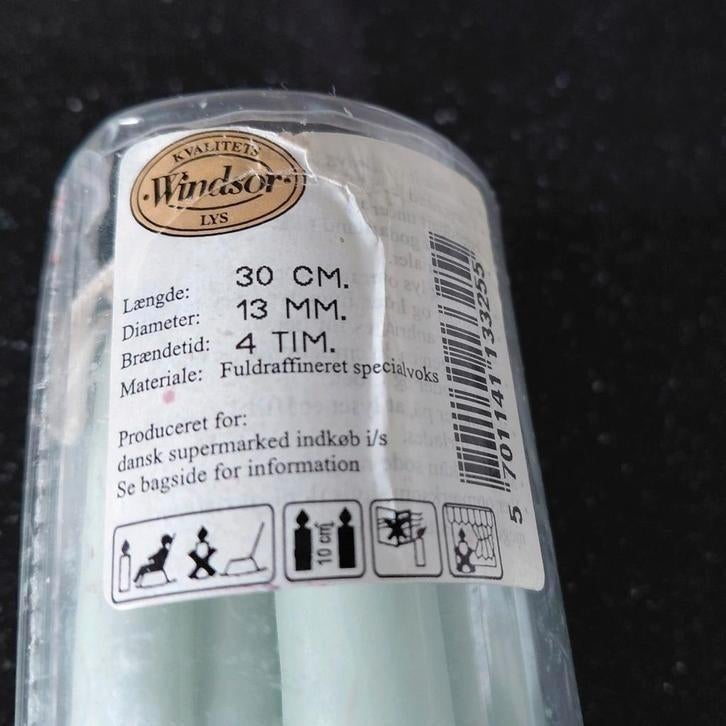 KVALITETS
Windsor
LYS
Længde: 30 CM.
Diameter: 13 MM.
Brændetid: 4 TIM.
Materiale: Fuldraffineret specialvoks
Produceret for:
dansk supermarked indkøb i/s
Se bagside for information
10 cm
5 701141 133255